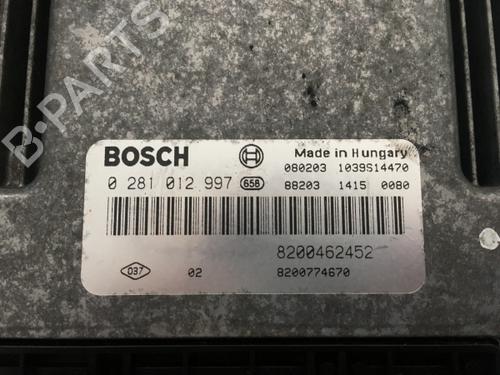 B-PARTS
BOSCH
Made in Hungary
080203 1039S14470
0 281 012 997 658 88203 1415 0080
8200462452
037 02 8200774670